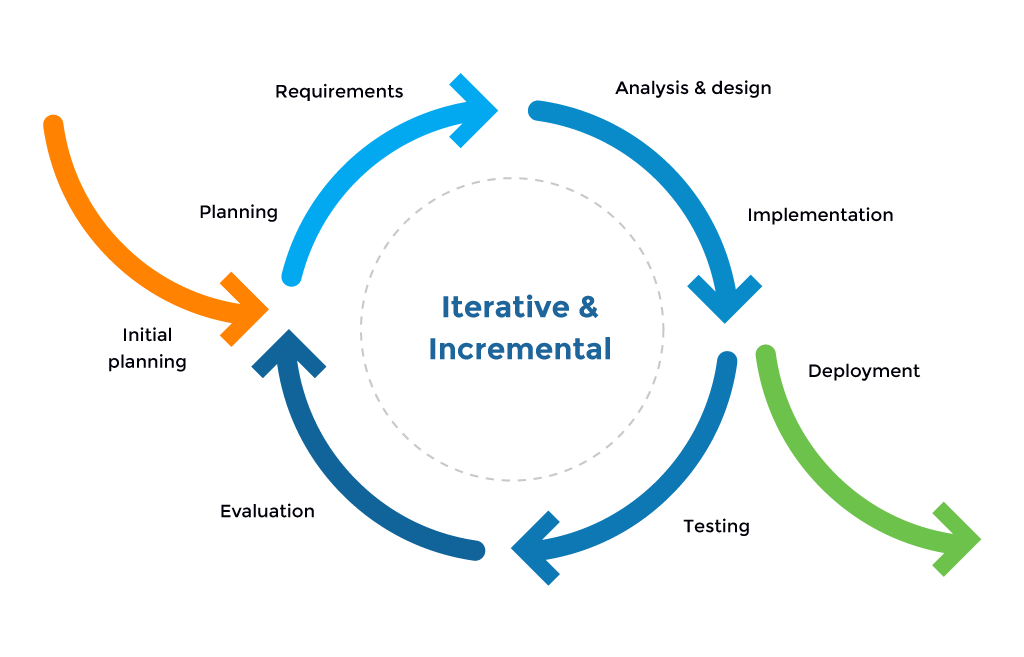 Requirements
Analysis & design
Planning
Implementation
Iterative &
Incremental
Initial
planning
Deployment
Evaluation
Testing